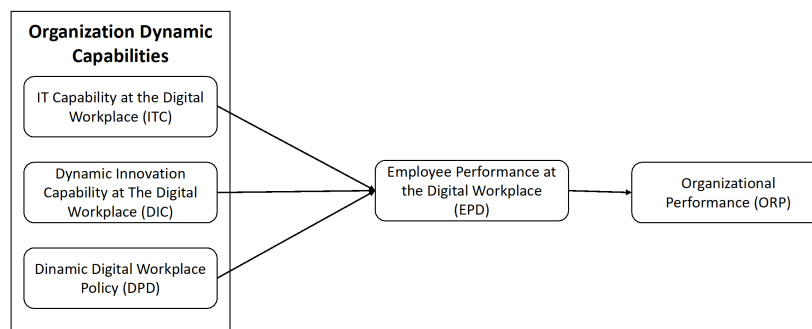 Organization Dynamic
Capabilities
IT Capability at the Digital
Workplace (ITC)
Dynamic Innovation
Capability at The Digital
Workplace (DIC)
Dinamic Digital Workplace
Policy (DPD)
Employee Performance at
the Digital Workplace
(EPD)
Organizational
Performance (ORP)